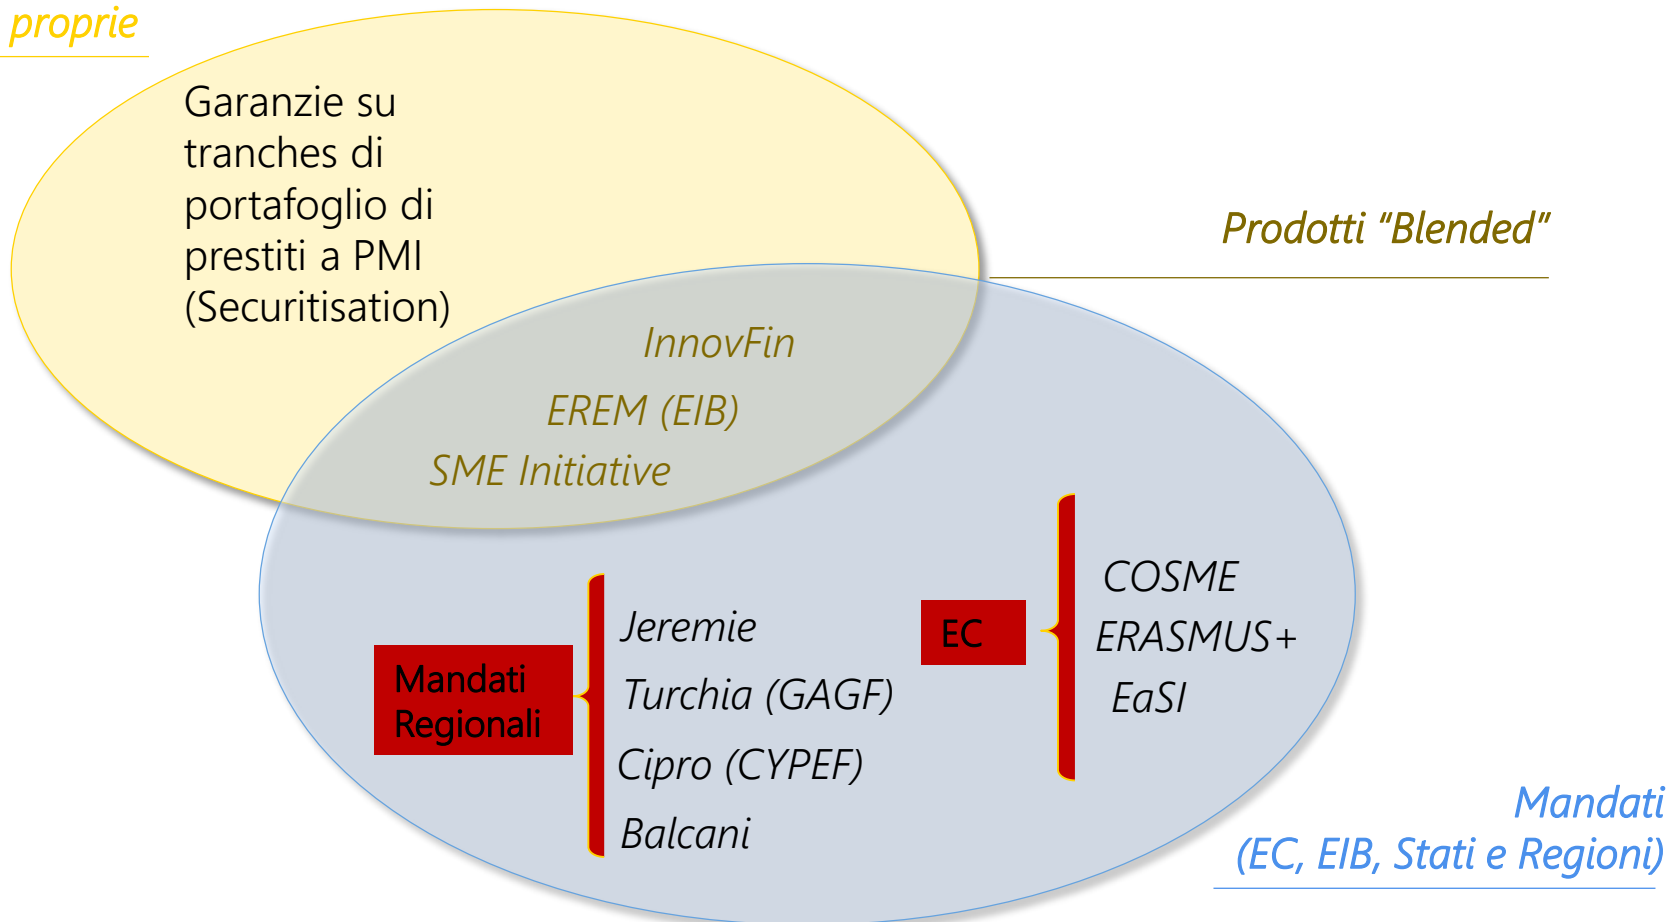 proprie
Garanzie su
tranches di
portafoglio di
prestiti a PMI
(Securitisation)
Prodotti “Blended”
InnovFin
EREM (EIB)
SME Initiative
Mandati
Regionali
Jeremie
Turchia (GAGF)
Cipro (CYPEF)
Balcani
EC
COSME
ERASMUS+
EaSI
Mandati
(EC, EIB, Stati e Regioni)